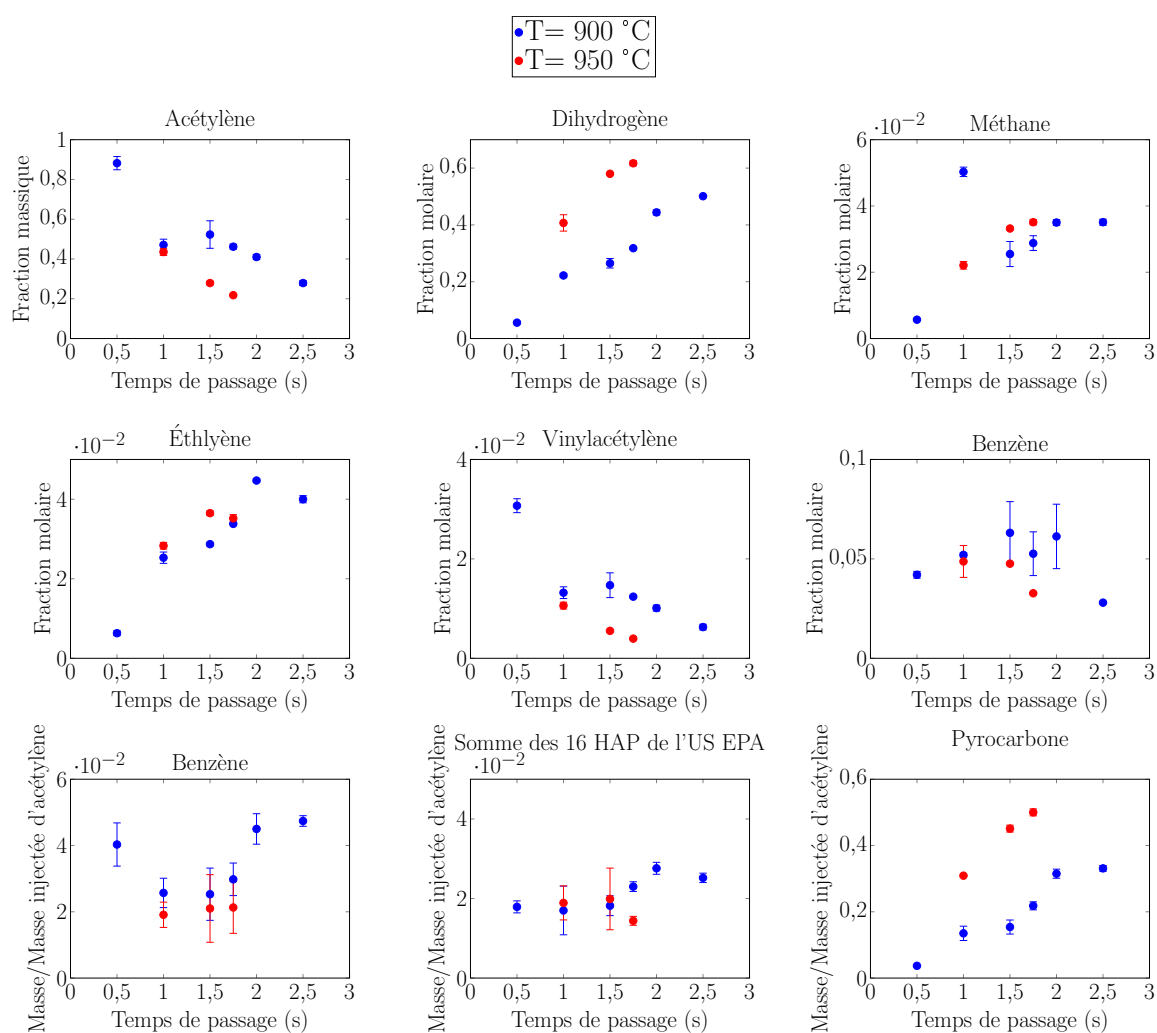 T= 900 °C
T= 950 °C
Acétylène
Fraction massique
1
0,8
0,6
0,4
0,2
0
0 0,5 1 1,5 2 2,5 3
Temps de passage (s)
Dihydrogène
Fraction molaire
0,6
0,4
0,2
0
0 0,5 1 1,5 2 2,5 3
Temps de passage (s)
·10⁻²
Méthane
Fraction molaire
6
4
2
0
0 0,5 1 1,5 2 2,5 3
Temps de passage (s)
·10⁻²
Éthlyène
Fraction molaire
4
2
0
0 0,5 1 1,5 2 2,5 3
Temps de passage (s)
·10⁻²
Vinylacétylène
Fraction molaire
4
2
0
0 0,5 1 1,5 2 2,5 3
Temps de passage (s)
Benzène
Fraction molaire
0,1
0,05
0
0 0,5 1 1,5 2 2,5 3
Temps de passage (s)
·10⁻²
Benzène
Masse/Masse injectée d'acétylène
6
4
2
0
0 0,5 1 1,5 2 2,5 3
Temps de passage (s)
Somme des 16 HAP de l'US EPA
·10⁻²
Masse/Masse injectée d'acétylène
4
2
0
0 0,5 1 1,5 2 2,5 3
Temps de passage (s)
Pyrocarbone
Masse/Masse injectée d'acétylène
0,6
0,4
0,2
0
0 0,5 1 1,5 2 2,5 3
Temps de passage (s)